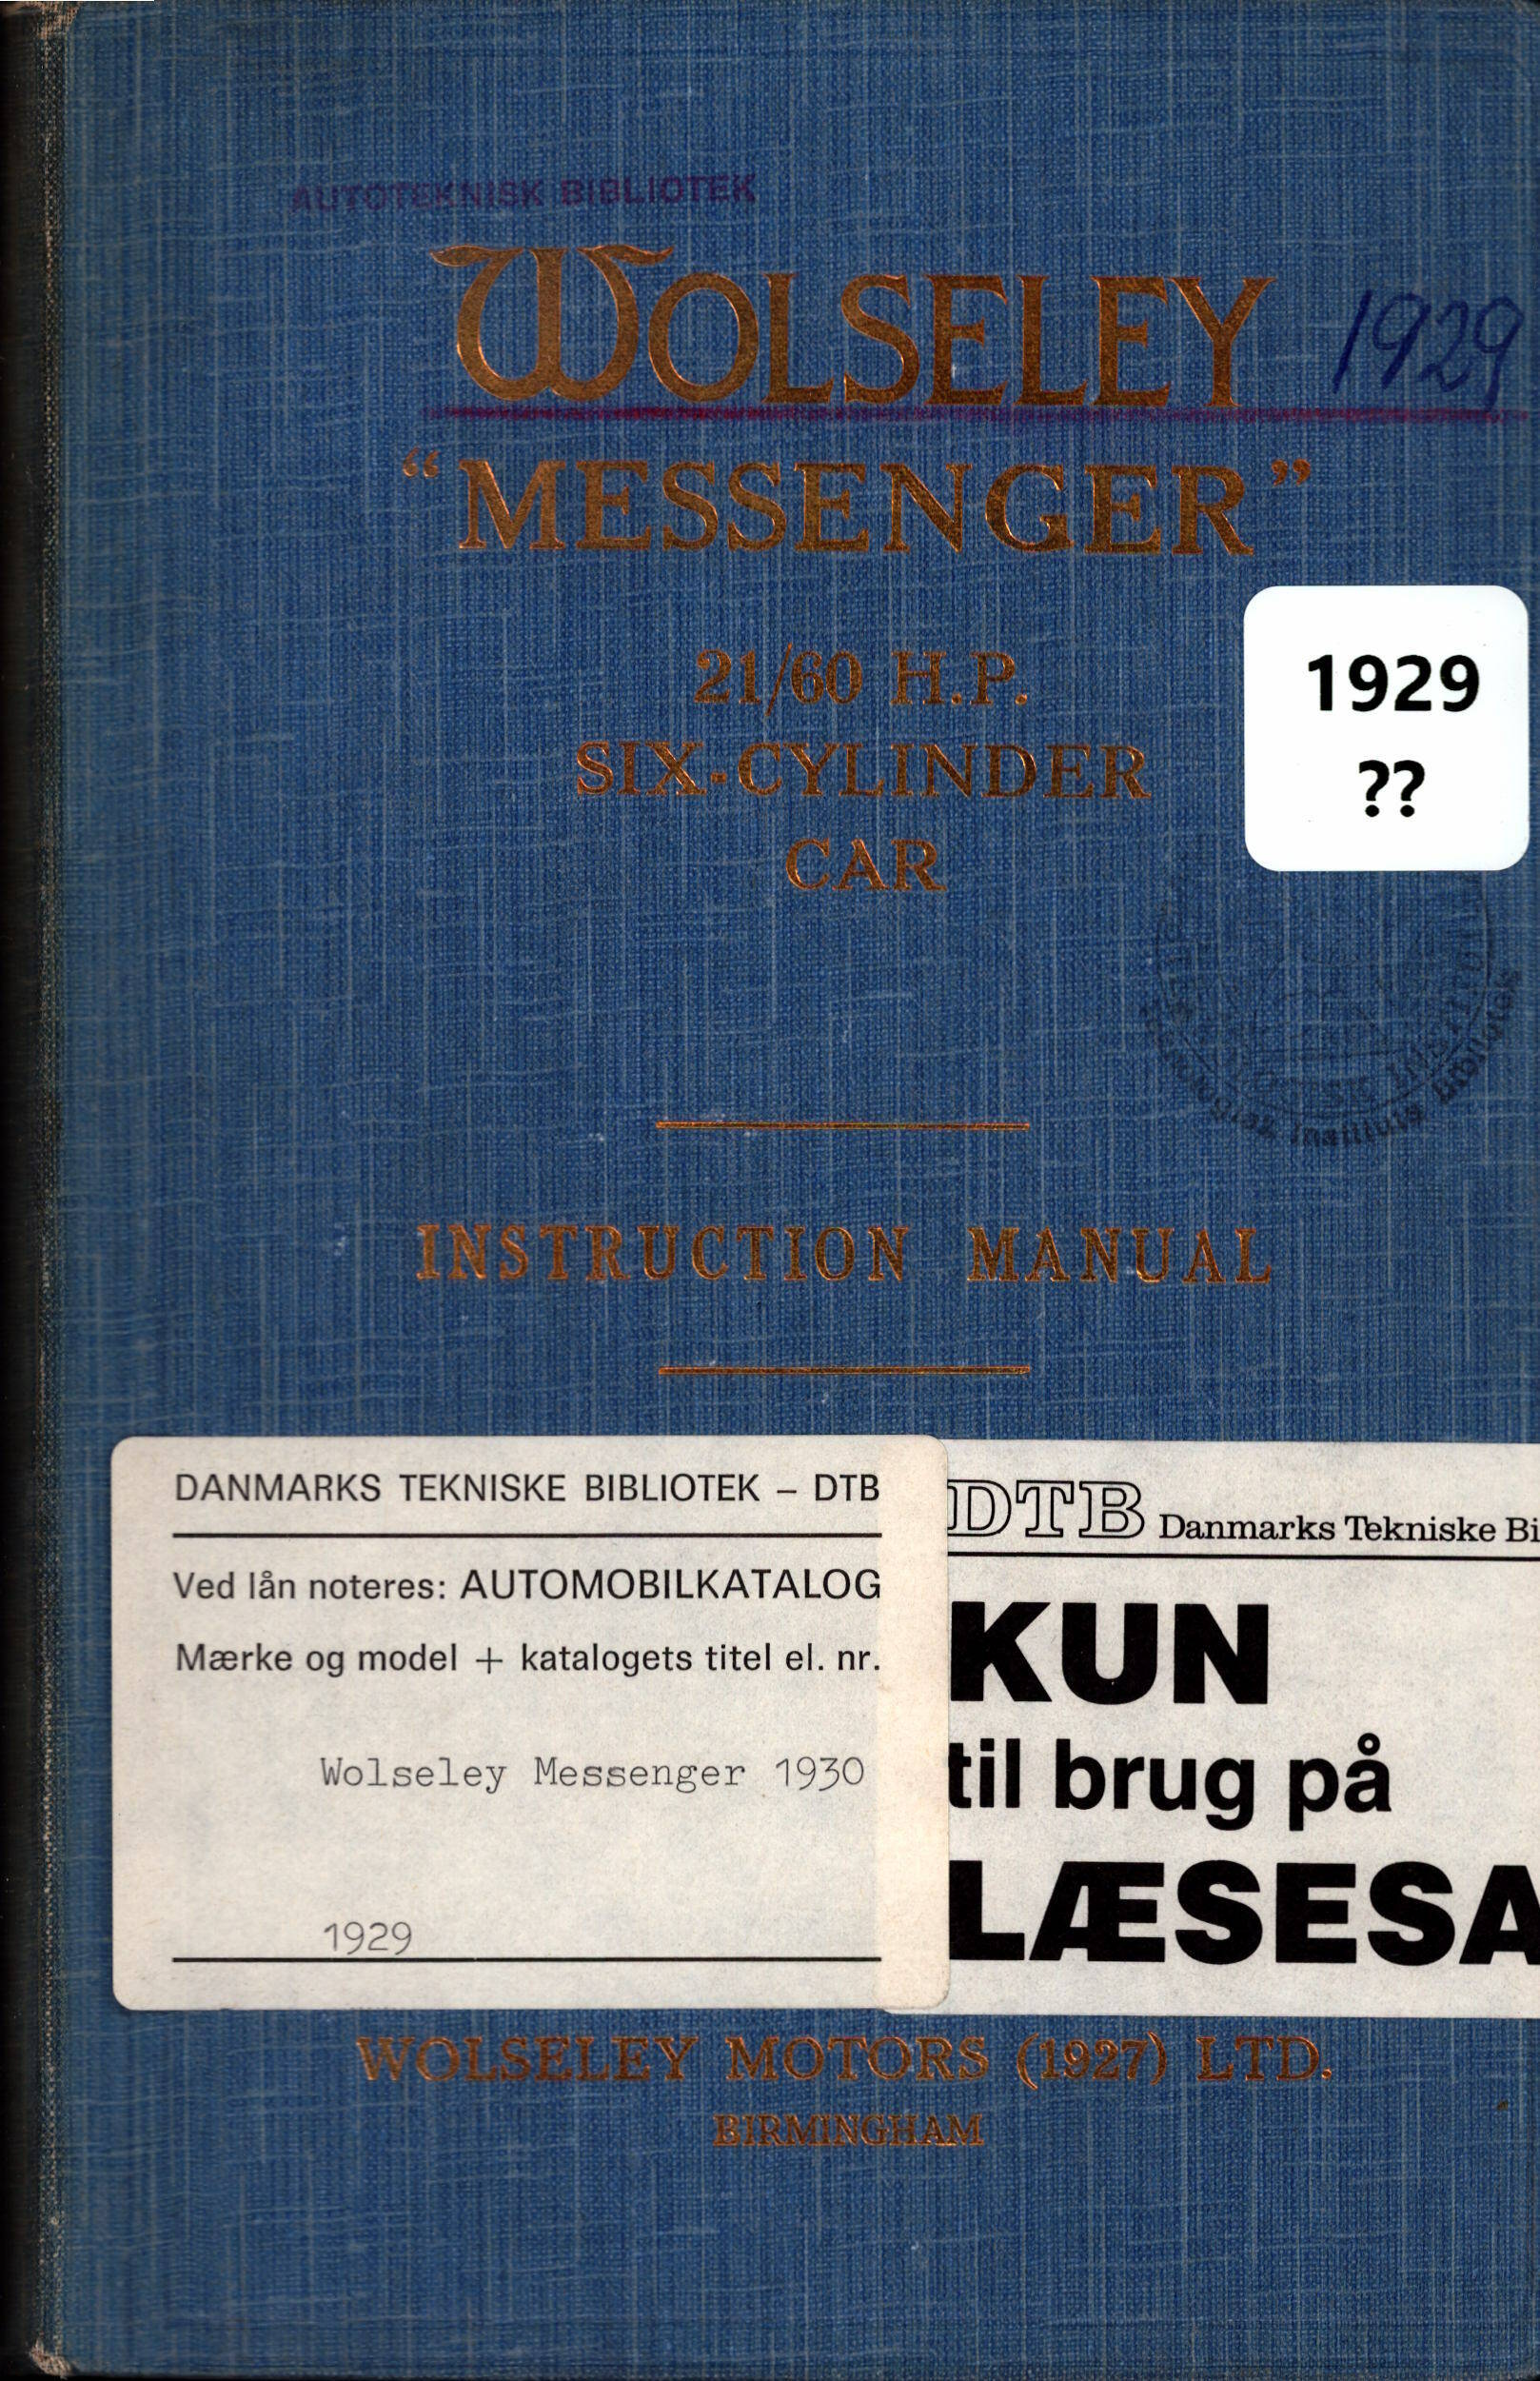 AUTOTEKNISK BIBLIOTEK
WOLSELEY
1929
“MESSENGER”
21/60 H.P.
SIX-CYLINDER
CAR
1929
??
Teknologisk Instituts
INSTRUCTION MANUAL
DANMARKS TEKNISKE BIBLIOTEK – DTB
Ved lån noteres: AUTOMOBILKATALOG
Mærke og model + katalogets titel el. nr.
Wolseley Messenger 1930
1929
DTB Danmarks Tekniske Bi
KUN
til brug på
LÆSESA
WOLSELEY MOTORS (1927) LTD.
BIRMINGHAM